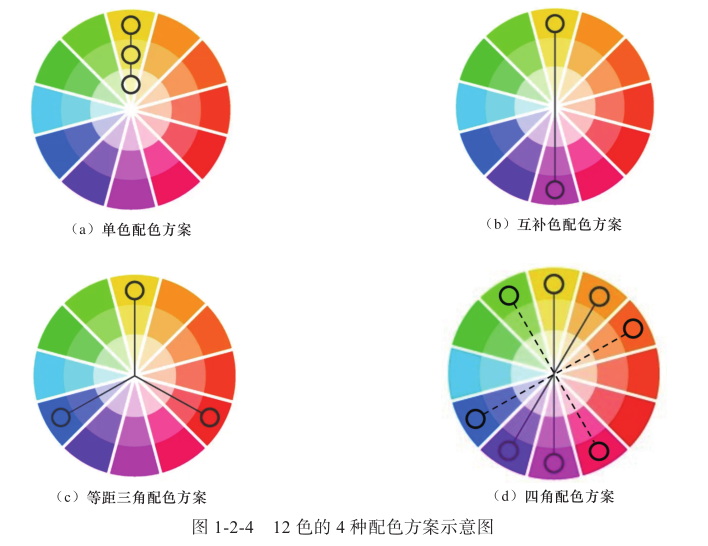 （a）单色配色方案
（b）互补色配色方案
（c）等距三角配色方案
（d）四角配色方案
图 1-2-4 12 色的 4 种配色方案示意图